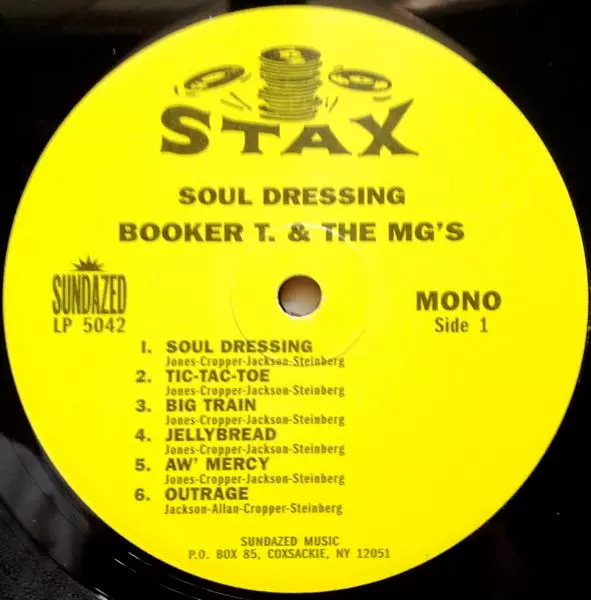 STAX
SOUL DRESSING
BOOKER T. & THE MG'S
SUNDAZED
LP 5042
MONO
Side 1
1. SOUL DRESSING
Jones-Cropper-Jackson-Steinberg
2. TIC-TAC-TOE
Jones-Cropper-Jackson-Steinberg
3. BIG TRAIN
Jones-Cropper-Jackson-Steinberg
4. JELLYBREAD
Jones-Cropper-Jackson-Steinberg
5. AW' MERCY
Jones-Cropper-Jackson-Steinberg
6. OUTRAGE
Jackson-Allan-Cropper-Steinberg
SUNDAZED MUSIC
P.O. BOX 85, COXSACKIE, NY 12051